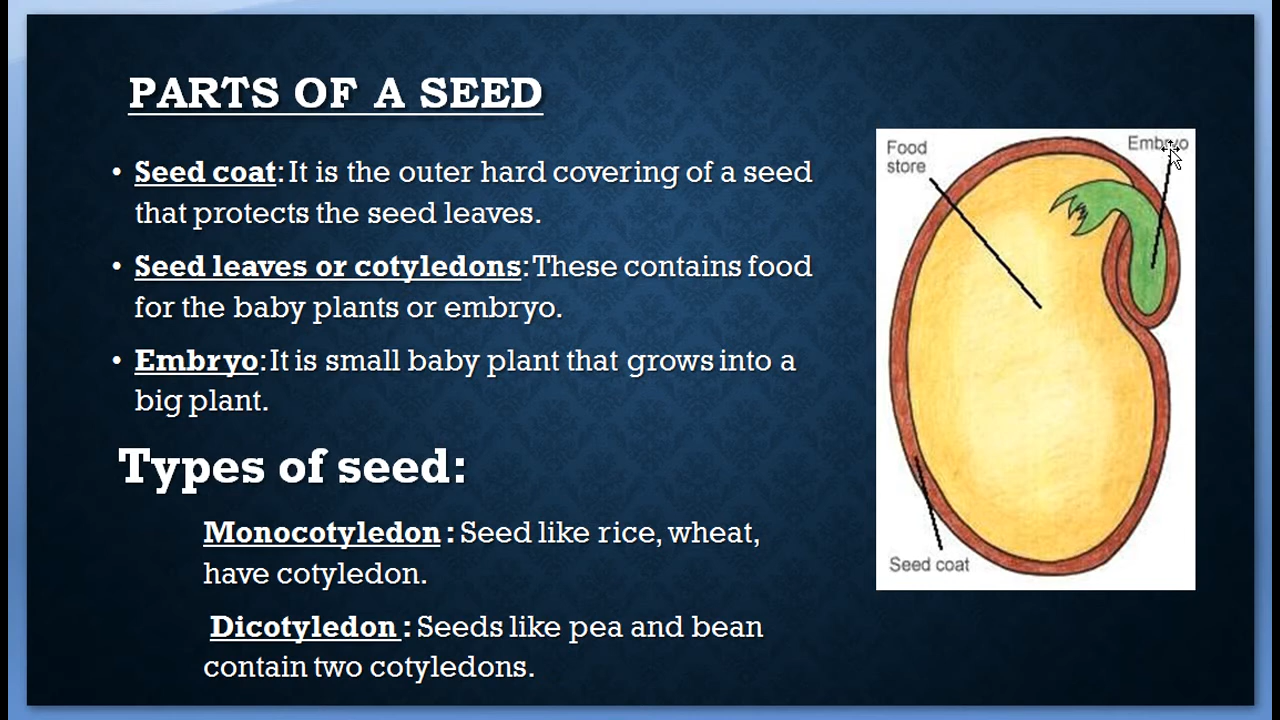 PARTS OF A SEED
• Seed coat: It is the outer hard covering of a seed
that protects the seed leaves.
• Seed leaves or cotyledons: These contains food
for the baby plants or embryo.
• Embryo: It is small baby plant that grows into a
big plant.
Types of seed:
Monocotyledon : Seed like rice, wheat,
have cotyledon.
Dicotyledon : Seeds like pea and bean
contain two cotyledons.
Food
store
Embryo
Seed coat